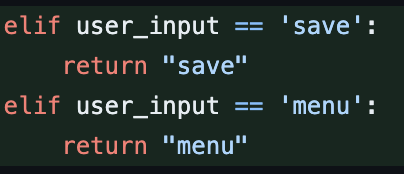 elif user_input == 'save':
    return "save"
elif user_input == 'menu':
    return "menu"